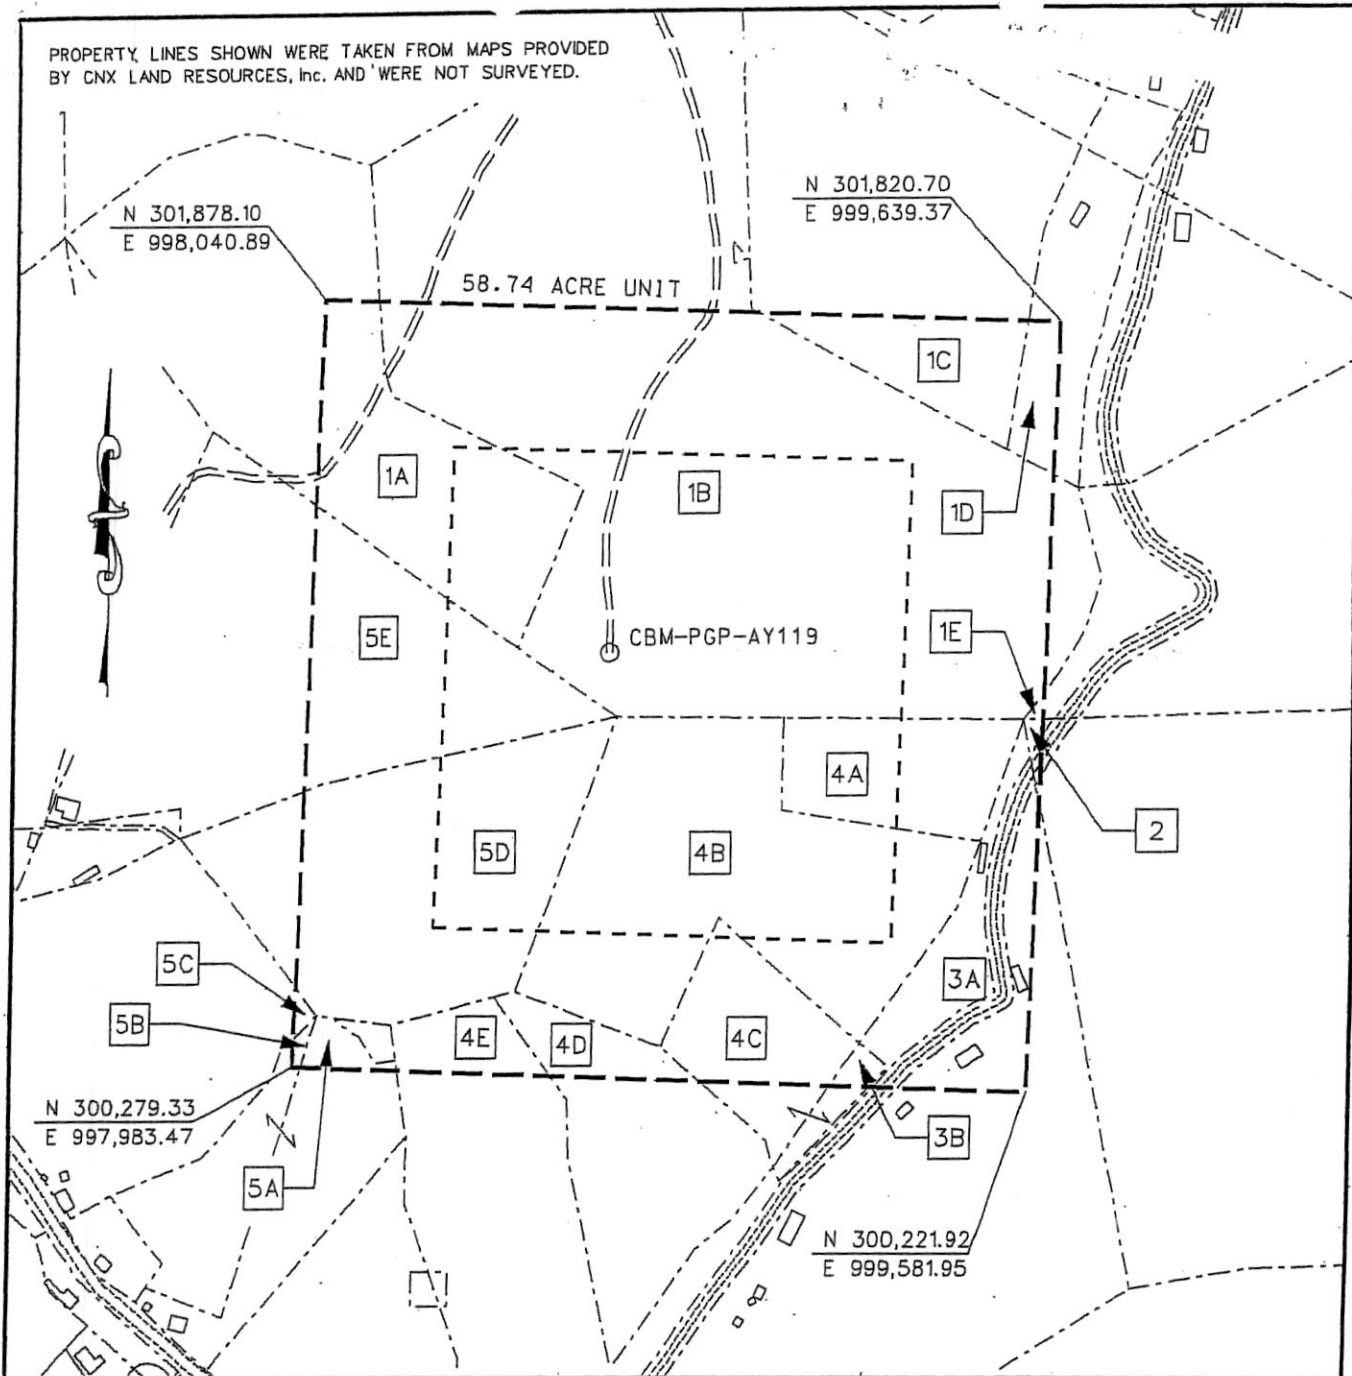 PROPERTY LINES SHOWN WERE TAKEN FROM MAPS PROVIDED
BY CNX LAND RESOURCES, Inc. AND WERE NOT SURVEYED.
N 301,878.10
E 998,040.89
N 301,820.70
E 999,639.37
58.74 ACRE UNIT
1C
1A
1B
1D
5E
CBM-PGP-AY119
1E
4A
2
5D
4B
5C
3A
5B
4E
4D
4C
N 300,279.33
E 997,983.47
3B
5A
N 300,221.92
E 999,581.95